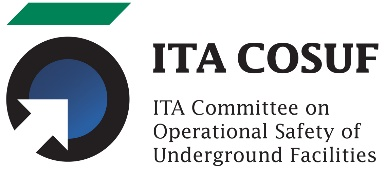 ITA COSUF
ITA Committee on
Operational Safety of
Underground Facilities